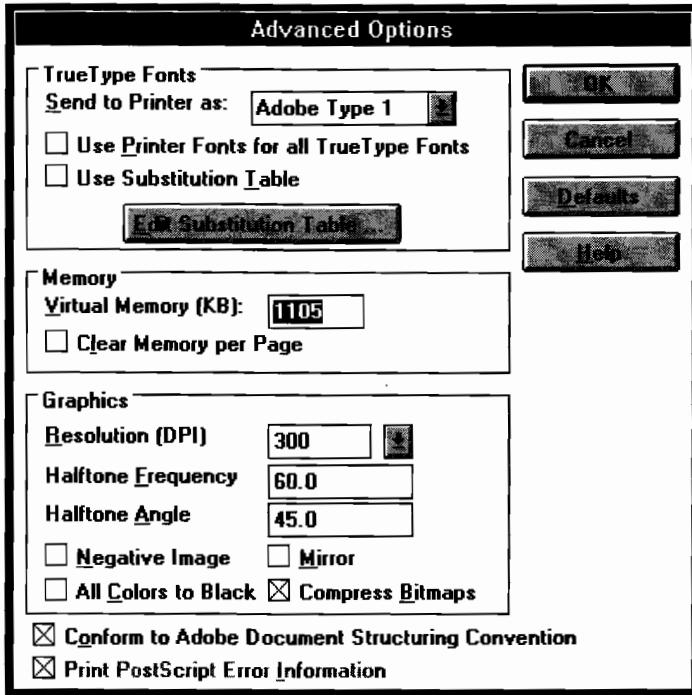 Advanced Options
TrueType Fonts
Send to Printer as: Adobe Type 1
Use Printer Fonts for all TrueType Fonts
Use Substitution Table
Edit Substitution Table ...
OK
Cancel
Defaults
Help
Memory
Virtual Memory (KB): 1105
Clear Memory per Page
Graphics
Resolution (DPI) 300
Halftone Frequency 60.0
Halftone Angle 45.0
Negative Image Mirror
All Colors to Black Compress Bitmaps
Conform to Adobe Document Structuring Convention
Print PostScript Error Information